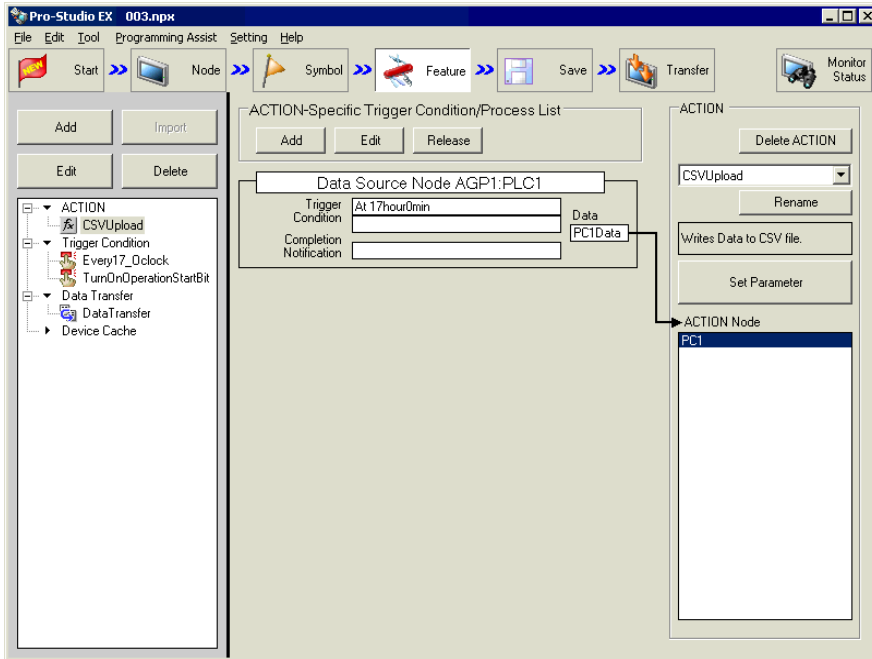 Pro-Studio EX 003.npx
File Edit Tool Programming Assist Setting Help
NEW Start Node Symbol Feature Save Transfer Monitor Status
Add Import
Edit Delete
ACTION
CSVUpload
Trigger Condition
Every17_Oclock
TurnOnOperationStartBit
Data Transfer
DataTransfer
Device Cache
ACTION-Specific Trigger Condition/Process List
Add Edit Release
Data Source Node AGP1:PLC1
Trigger Condition At 17hour0min
Data
PC1Data
Completion Notification
ACTION
Delete ACTION
CSVUpload
Rename
Writes Data to CSV file.
Set Parameter
ACTION Node
PC1